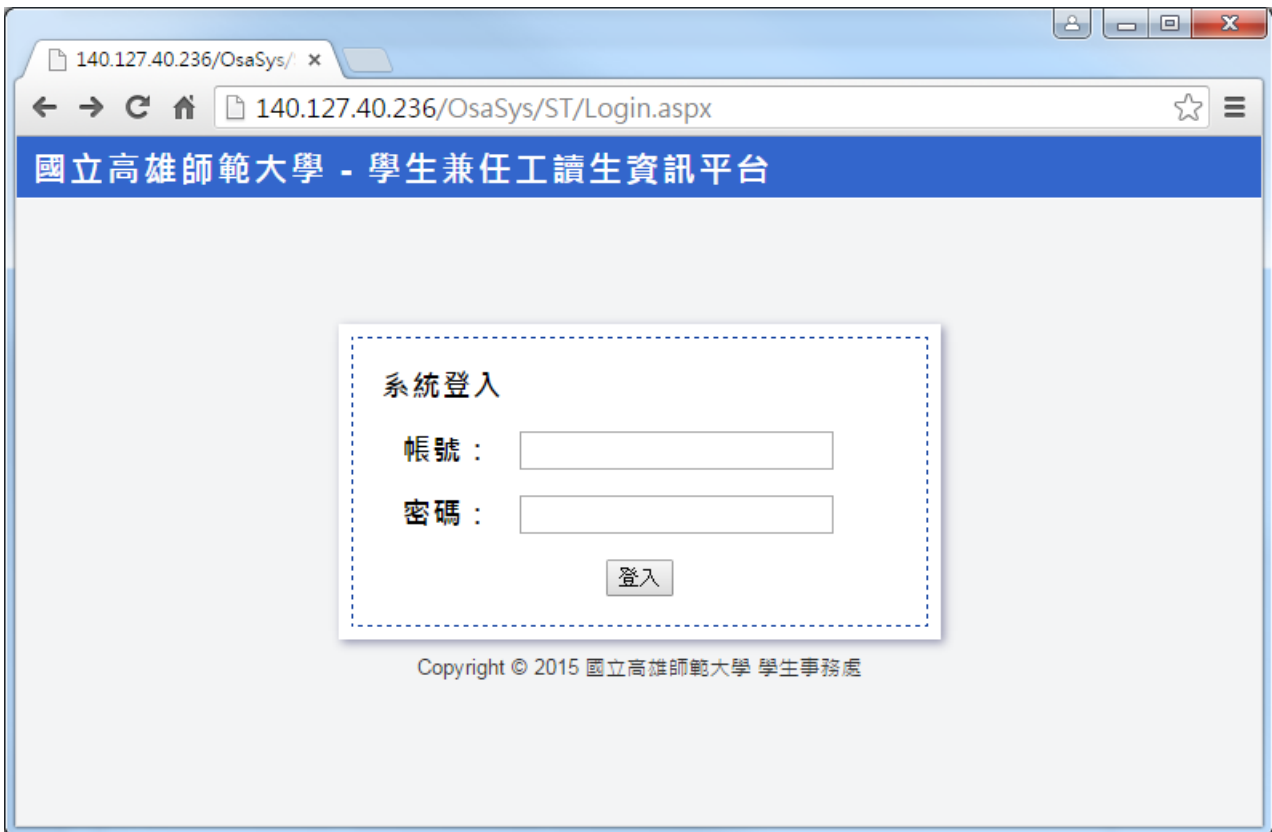 140.127.40.236/OsaSys/
140.127.40.236/OsaSys/ST/Login.aspx
國立高雄師範大學 - 學生兼任工讀生資訊平台
系統登入
帳號：
密碼：
登入
Copyright © 2015 國立高雄師範大學 學生事務處